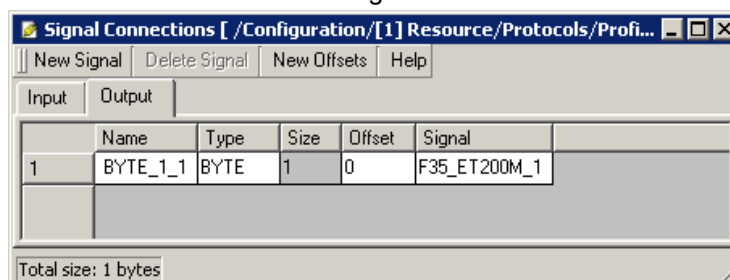 Signal Connections [ /Configuration/[1] Resource/Protocols/Profi...
New Signal Delete Signal New Offsets Help
Input Output
Name Type Size Offset Signal
1 BYTE_1_1 BYTE 1 0 F35_ET200M_1
Total size: 1 bytes